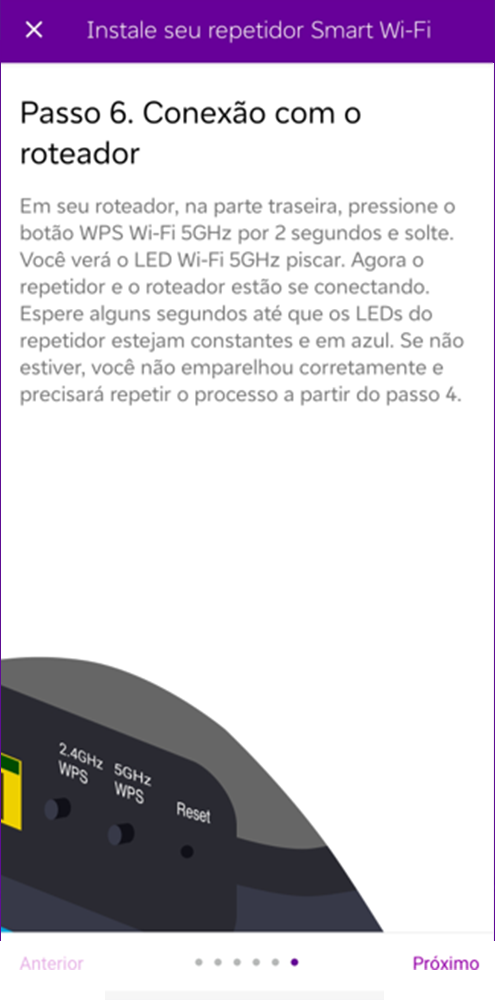 Instale seu repetidor Smart Wi-Fi
Passo 6. Conexão com o
roteador
Em seu roteador, na parte traseira, pressione o
botão WPS Wi-Fi 5GHz por 2 segundos e solte.
Você verá o LED Wi-Fi 5GHz piscar. Agora o
repetidor e o roteador estão se conectando.
Espere alguns segundos até que os LEDs do
repetidor estejam constantes e em azul. Se não
estiver, você não emparelhou corretamente e
precisará repetir o processo a partir do passo 4.
2.4GHz
WPS
5GHz
WPS
Reset
Anterior
Próximo